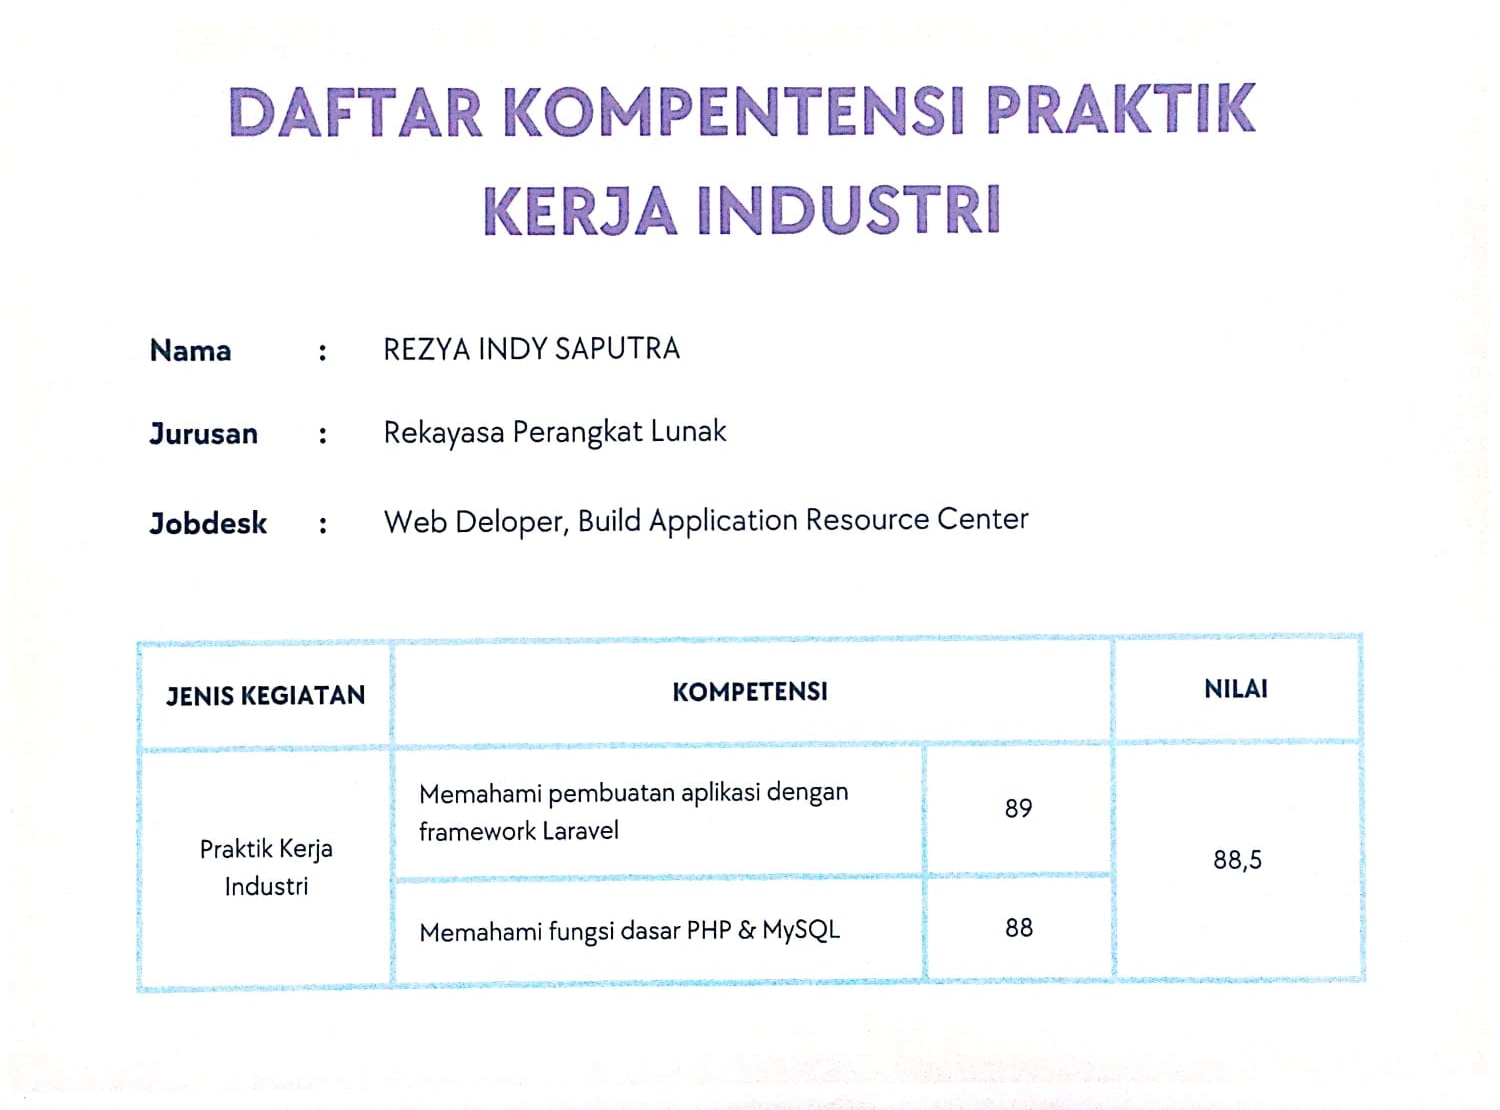 DAFTAR KOMPENTENSI PRAKTIK
KERJA INDUSTRI
Nama : REZYA INDY SAPUTRA
Jurusan : Rekayasa Perangkat Lunak
Jobdesk : Web Deloper, Build Application Resource Center
JENIS KEGIATAN KOMPETENSI NILAI
Praktik Kerja
Industri
Memahami pembuatan aplikasi dengan
framework Laravel
89
Memahami fungsi dasar PHP & MySQL
88
88,5